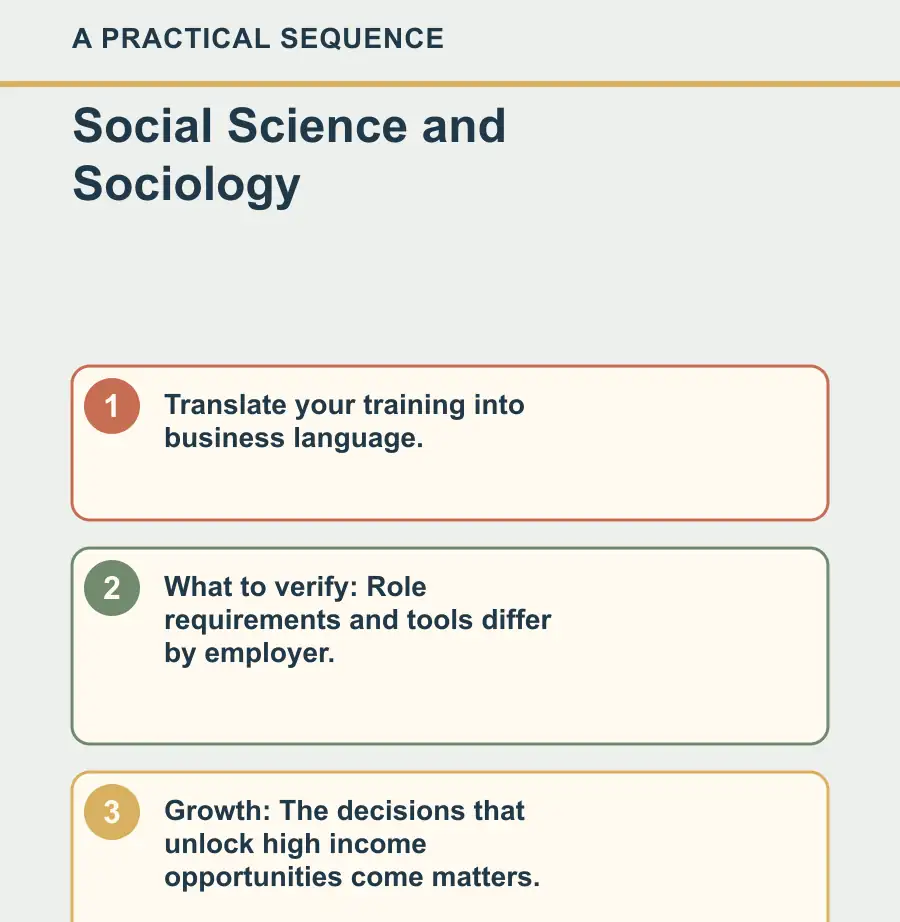 A PRACTICAL SEQUENCE
Social Science and
Sociology
1
Translate your training into
business language.
2
What to verify: Role
requirements and tools differ
by employer.
3
Growth: The decisions that
unlock high income
opportunities come matters.